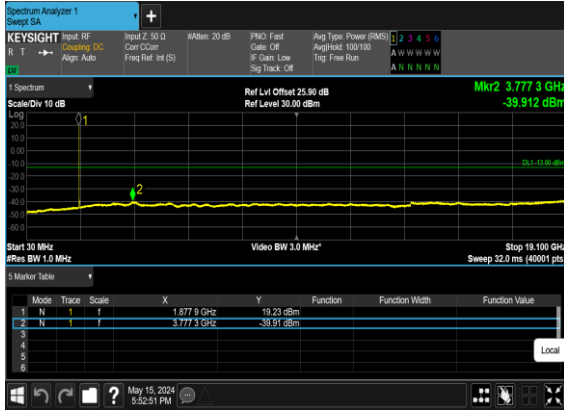 Spectrum Analyzer 1
Swept SA
+
KEYSIGHT Input: RF Input Z: 50 Ω #Atten: 20 dB PNO: Fast Avg Type: Power (RMS) 1 2 3 4 5 6
R T Coupling: DC Corr CCorr Gate: Off Avg|Hold: 100/100 A W W W W W
Align: Auto Freq Ref: Int (S) IF Gain: Low Trig: Free Run
LW Sig Track: Off A N N N N N
1 Spectrum Ref Lvl Offset 25.90 dB Mkr2 3.777 3 GHz
Scale/Div 10 dB Ref Level 30.00 dBm -39.912 dBm
Log
20.0
10.0
0.00
-10.0
-20.0
-30.0
-40.0
-50.0
-60.0
1
2
DL1 -13.00 dBm
Start 30 MHz Video BW 3.0 MHz* Stop 19.100 GHz
#Res BW 1.0 MHz Sweep 32.0 ms (40001 pts)
5 Marker Table
Mode Trace Scale X Y Function Function Width Function Value
1 N 1 f 1.877 9 GHz 19.23 dBm
2 N 1 f 3.777 3 GHz -39.91 dBm
3
4
5
6
Local
? May 15, 2024
5:52:51 PM